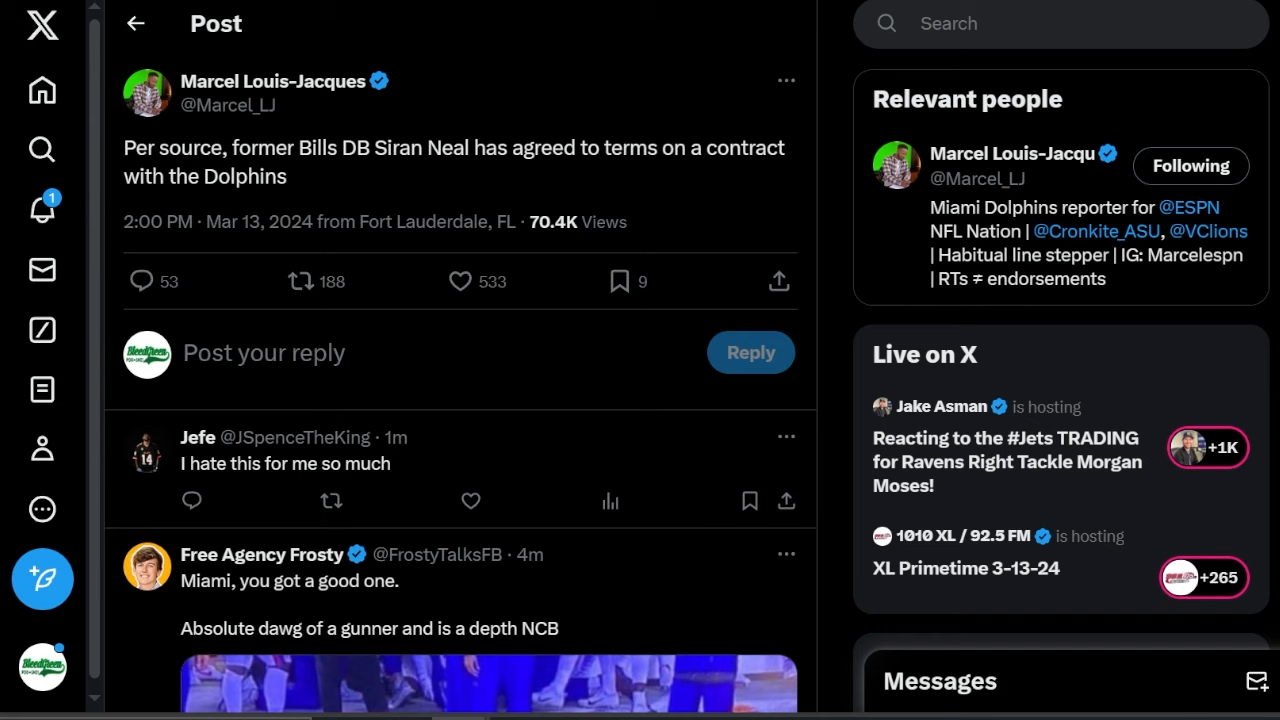 Post
Search
Marcel Louis-Jacques
@Marcel_LJ
Per source, former Bills DB Siran Neal has agreed to terms on a contract
with the Dolphins
2:00 PM · Mar 13, 2024 from Fort Lauderdale, FL · 70.4K Views
53 188 533 9
BleedGreen
Post your reply
Reply
Jefe @JSpenceTheKing · 1m
14
I hate this for me so much
Free Agency Frosty @FrostyTalksFB · 4m
Miami, you got a good one.
Absolute dawg of a gunner and is a depth NCB
1
BleedGreen
Relevant people
Marcel Louis-Jacqu
Following
@Marcel_LJ
Miami Dolphins reporter for @ESPN
NFL Nation | @Cronkite_ASU, @VClions
| Habitual line stepper | IG: Marcelespn
| RTs ≠ endorsements
Live on X
Jake Asman is hosting
Reacting to the #Jets TRADING
for Ravens Right Tackle Morgan
Moses!
+1K
1010 XL / 92.5 FM is hosting
XL Primetime 3-13-24
+265
Messages